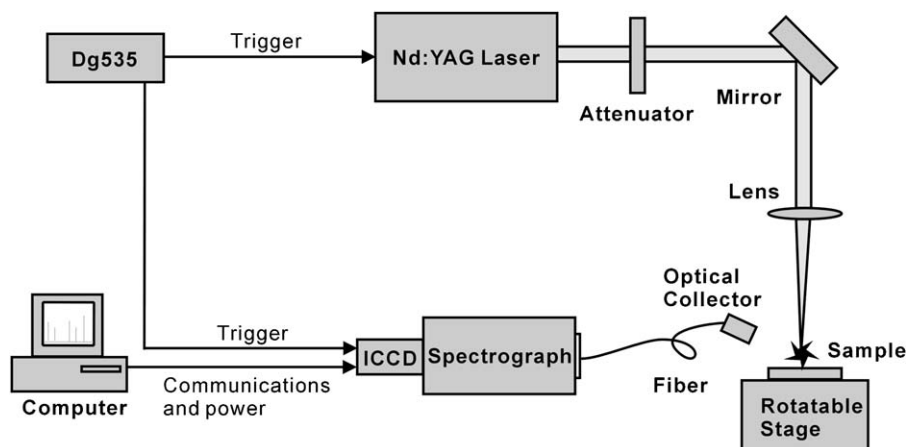 Dg535
Trigger
Nd:YAG Laser
Attenuator
Mirror
Lens
Optical
Collector
Trigger
ICCD
Spectrograph
Fiber
Sample
Computer
Communications
and power
Rotatable
Stage